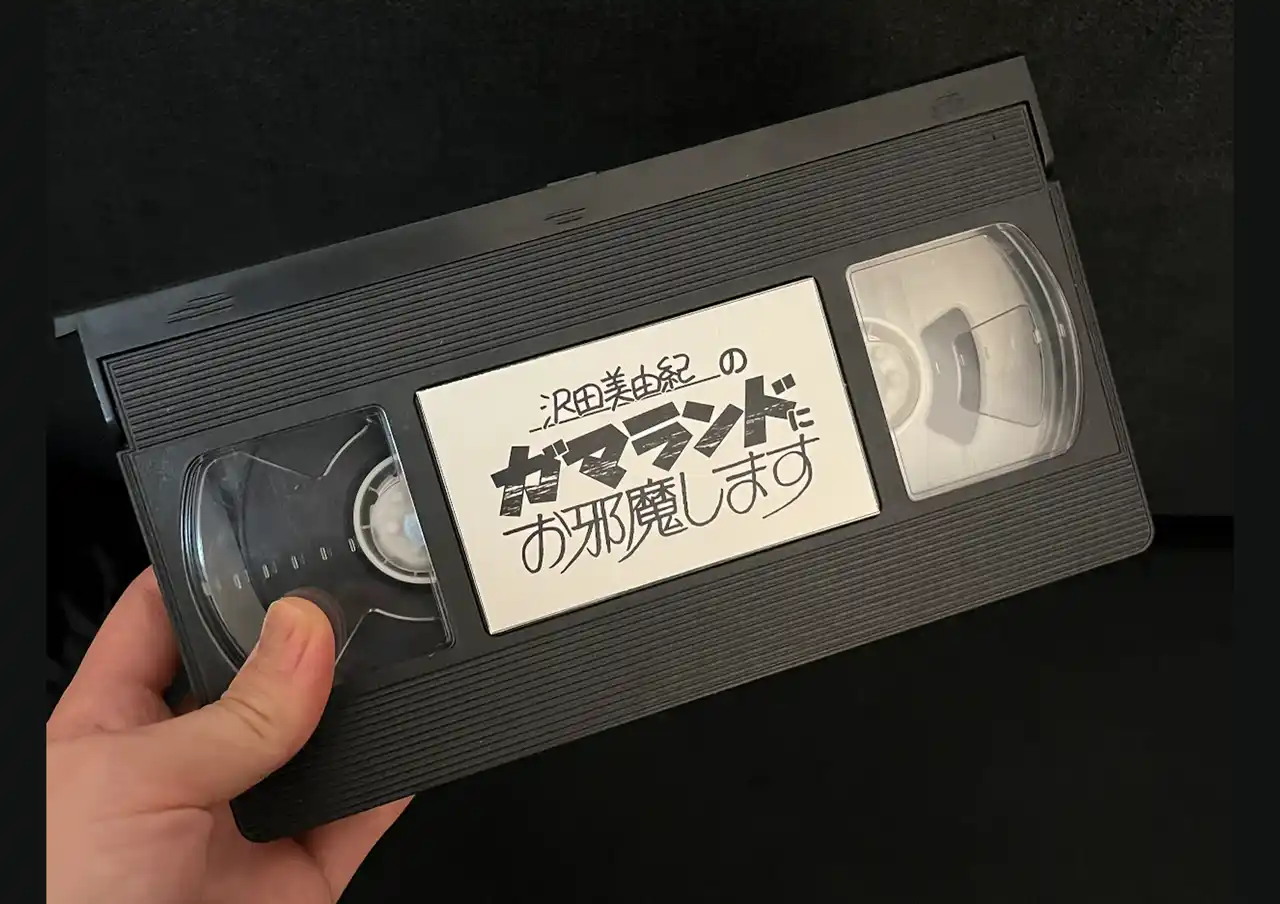 沢田美由紀の
ガマランドに
お邪魔します